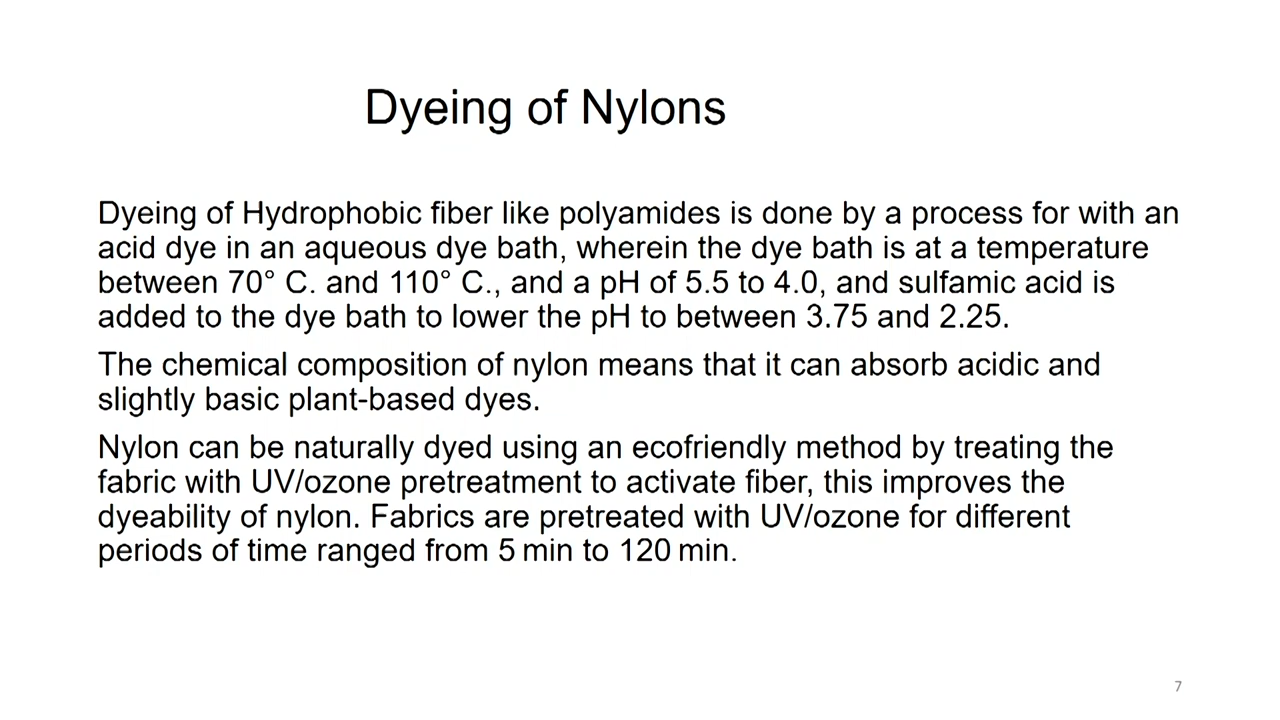 Dyeing of Nylons
Dyeing of Hydrophobic fiber like polyamides is done by a process for with an
acid dye in an aqueous dye bath, wherein the dye bath is at a temperature
between 70° C. and 110° C., and a pH of 5.5 to 4.0, and sulfamic acid is
added to the dye bath to lower the pH to between 3.75 and 2.25.
The chemical composition of nylon means that it can absorb acidic and
slightly basic plant-based dyes.
Nylon can be naturally dyed using an ecofriendly method by treating the
fabric with UV/ozone pretreatment to activate fiber, this improves the
dyeability of nylon. Fabrics are pretreated with UV/ozone for different
periods of time ranged from 5 min to 120 min.
7